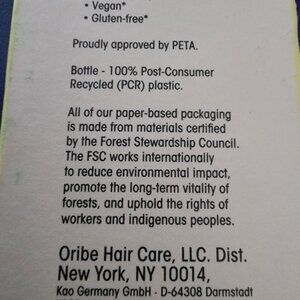 • Vegan*
• Gluten-free*
Proudly approved by PETA.
Bottle - 100% Post-Consumer
Recycled (PCR) plastic.
All of our paper-based packaging
is made from materials certified
by the Forest Stewardship Council.
The FSC works internationally
to reduce environmental impact,
promote the long-term vitality of
forests, and uphold the rights of
workers and indigenous peoples.
Oribe Hair Care, LLC. Dist.
New York, NY 10014,
Kao Germany GmbH · D-64308 Darmstadt